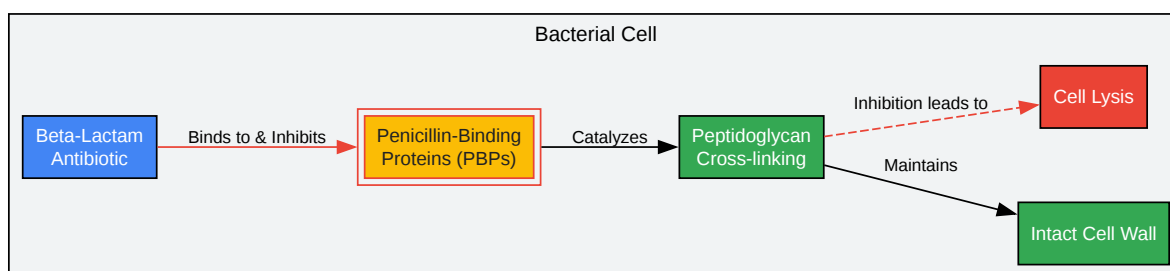 Bacterial Cell
Beta-Lactam
Antibiotic
Binds to & Inhibits
Penicillin-Binding
Proteins (PBPs)
Catalyzes
Peptidoglycan
Cross-linking
Inhibition leads to
Cell Lysis
Maintains
Intact Cell Wall